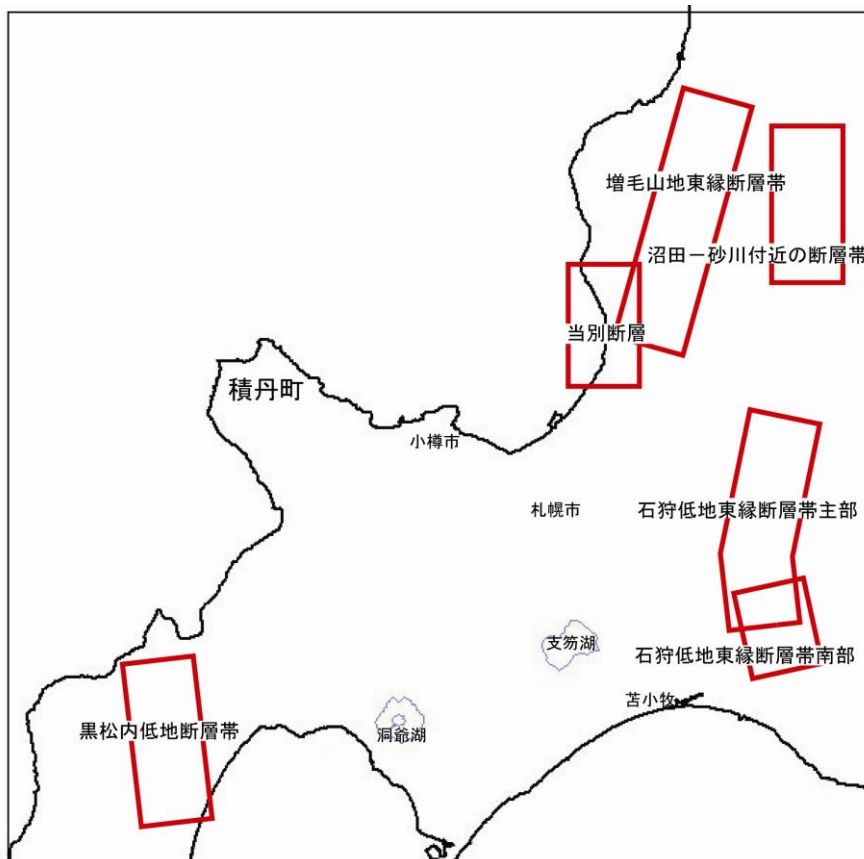 増毛山地東縁断層帯
沼田－砂川付近の断層帯
当別断層
積丹町
小樽市
札幌市
石狩低地東縁断層帯主部
支笏湖
石狩低地東縁断層帯南部
苫小牧
黒松内低地断層帯
洞爺湖